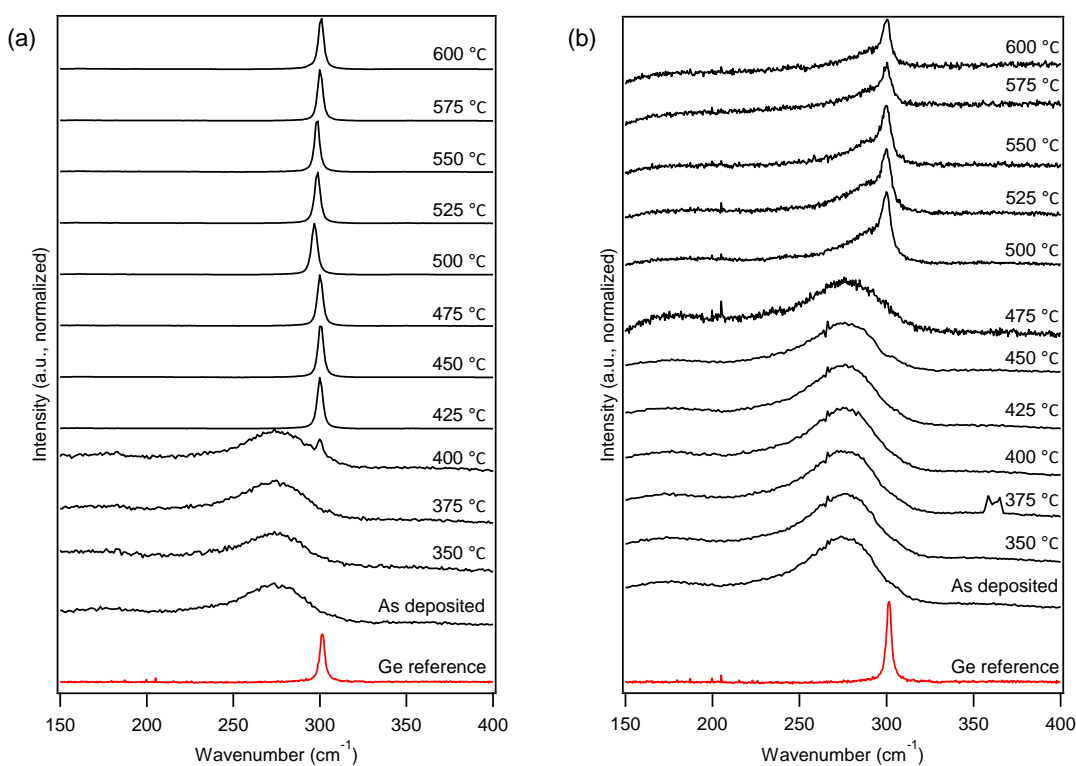 (a)
600 °C
575 °C
550 °C
525 °C
500 °C
475 °C
450 °C
425 °C
400 °C
375 °C
350 °C
As deposited
Ge reference
Intensity (a.u., normalized)
150 200 250 300 350 400
Wavenumber (cm⁻¹)
(b)
600 °C
575 °C
550 °C
525 °C
500 °C
475 °C
450 °C
425 °C
400 °C
375 °C
350 °C
As deposited
Ge reference
Intensity (a.u., normalized)
150 200 250 300 350 400
Wavenumber (cm⁻¹)